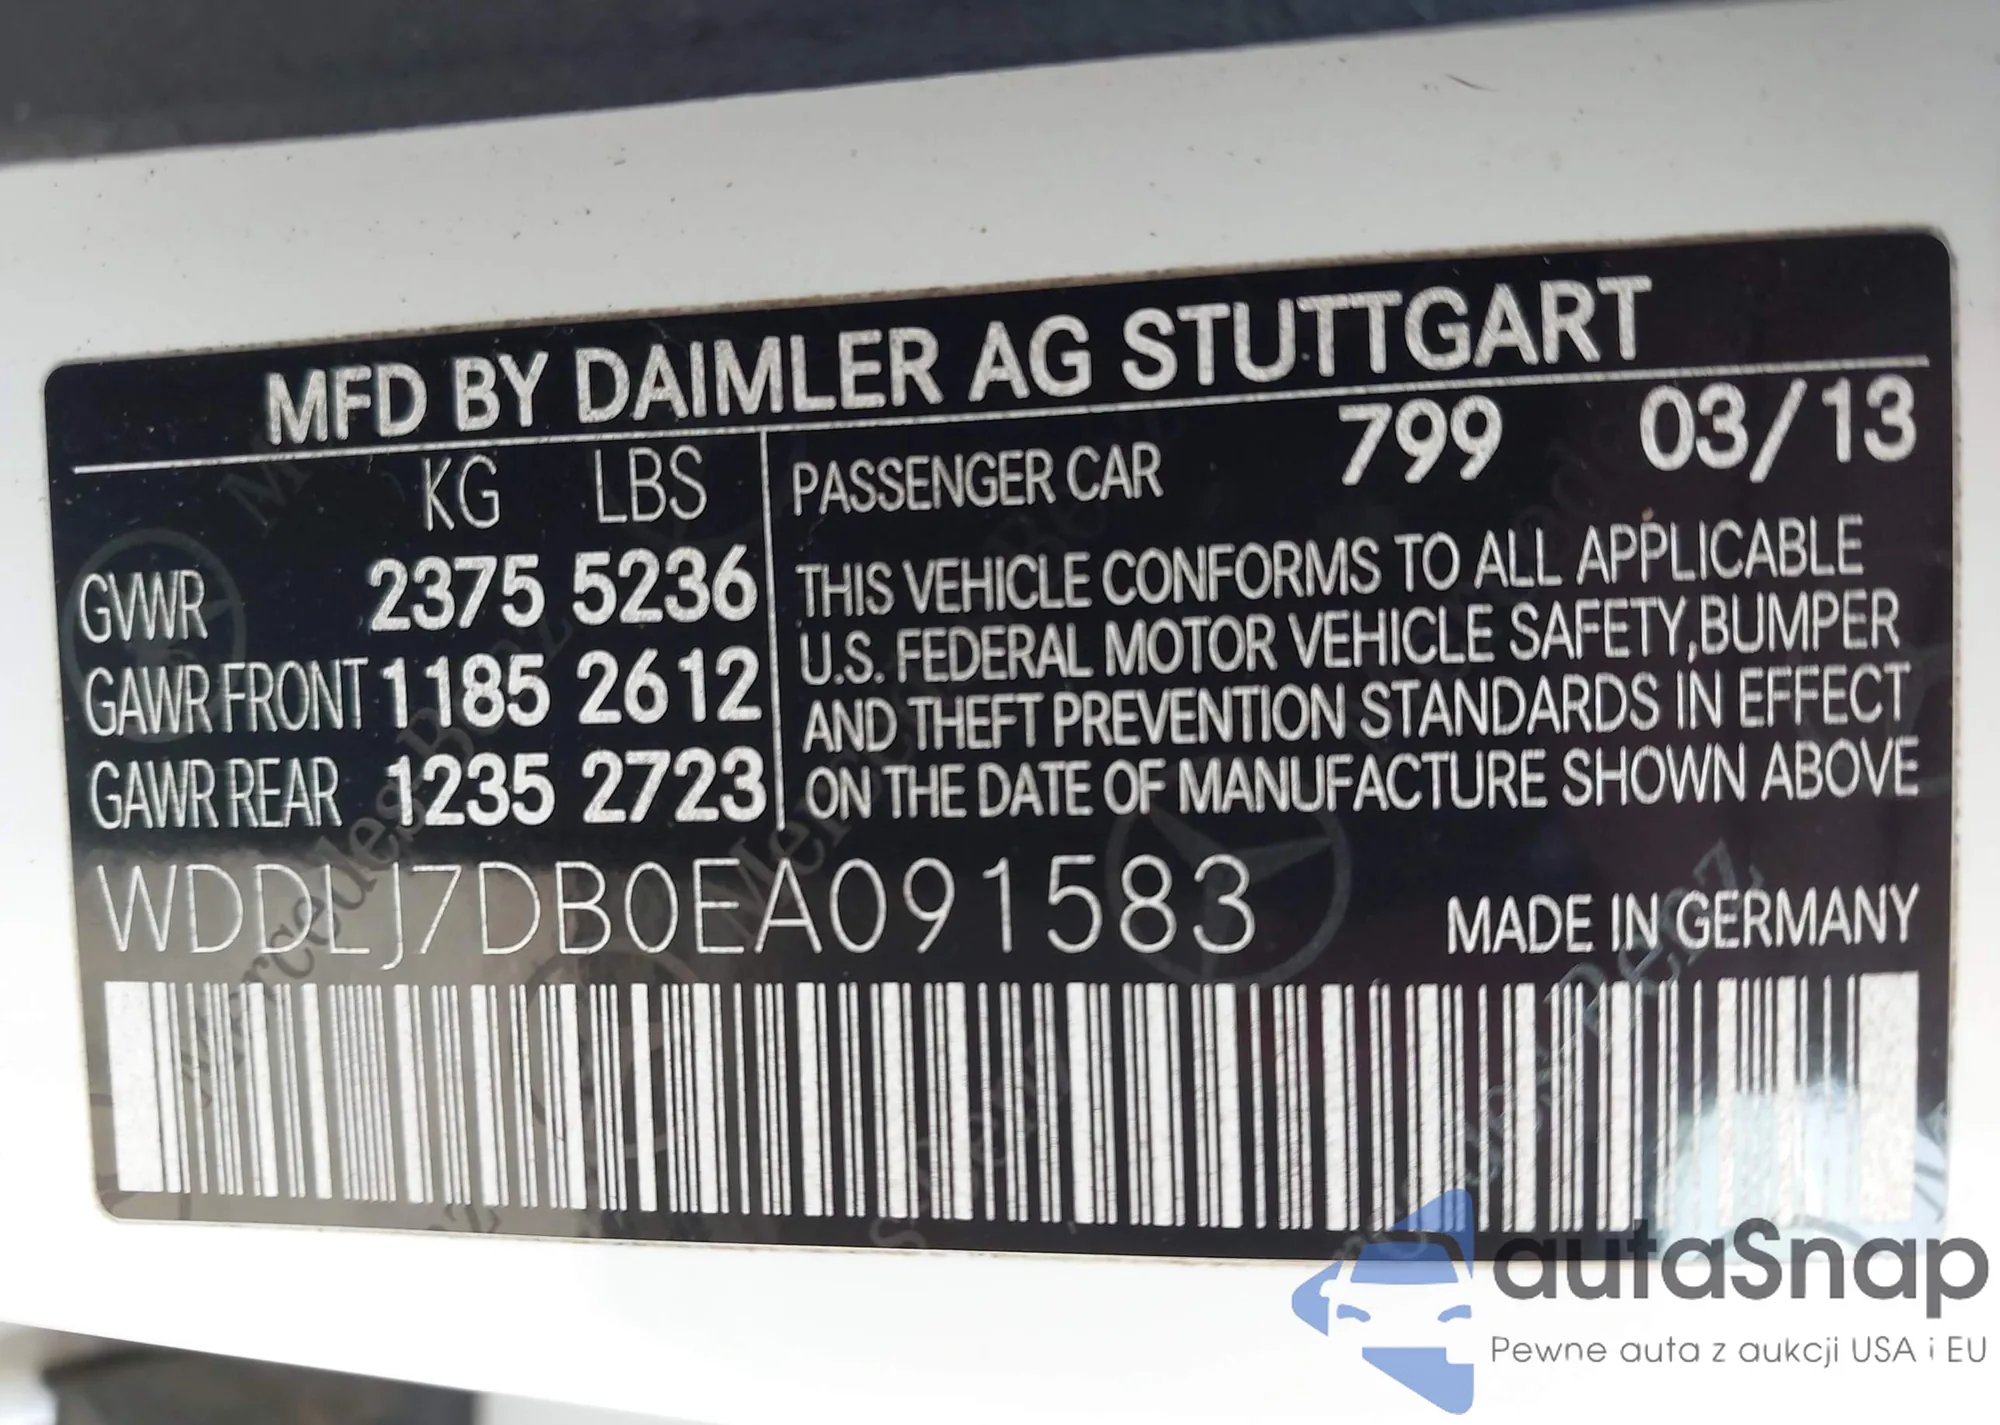 MFD BY DAIMLER AG STUTTGART
KG LBS
GVWR 2375 5236
GAWR FRONT 1185 2612
GAWR REAR 1235 2723
PASSENGER CAR 799 03/13
THIS VEHICLE CONFORMS TO ALL APPLICABLE
U.S. FEDERAL MOTOR VEHICLE SAFETY,BUMPER
AND THEFT PREVENTION STANDARDS IN EFFECT
ON THE DATE OF MANUFACTURE SHOWN ABOVE
WDDLJ7DB0EA091583
MADE IN GERMANY
autaSnap
Pewne auta z aukcji USA i EU